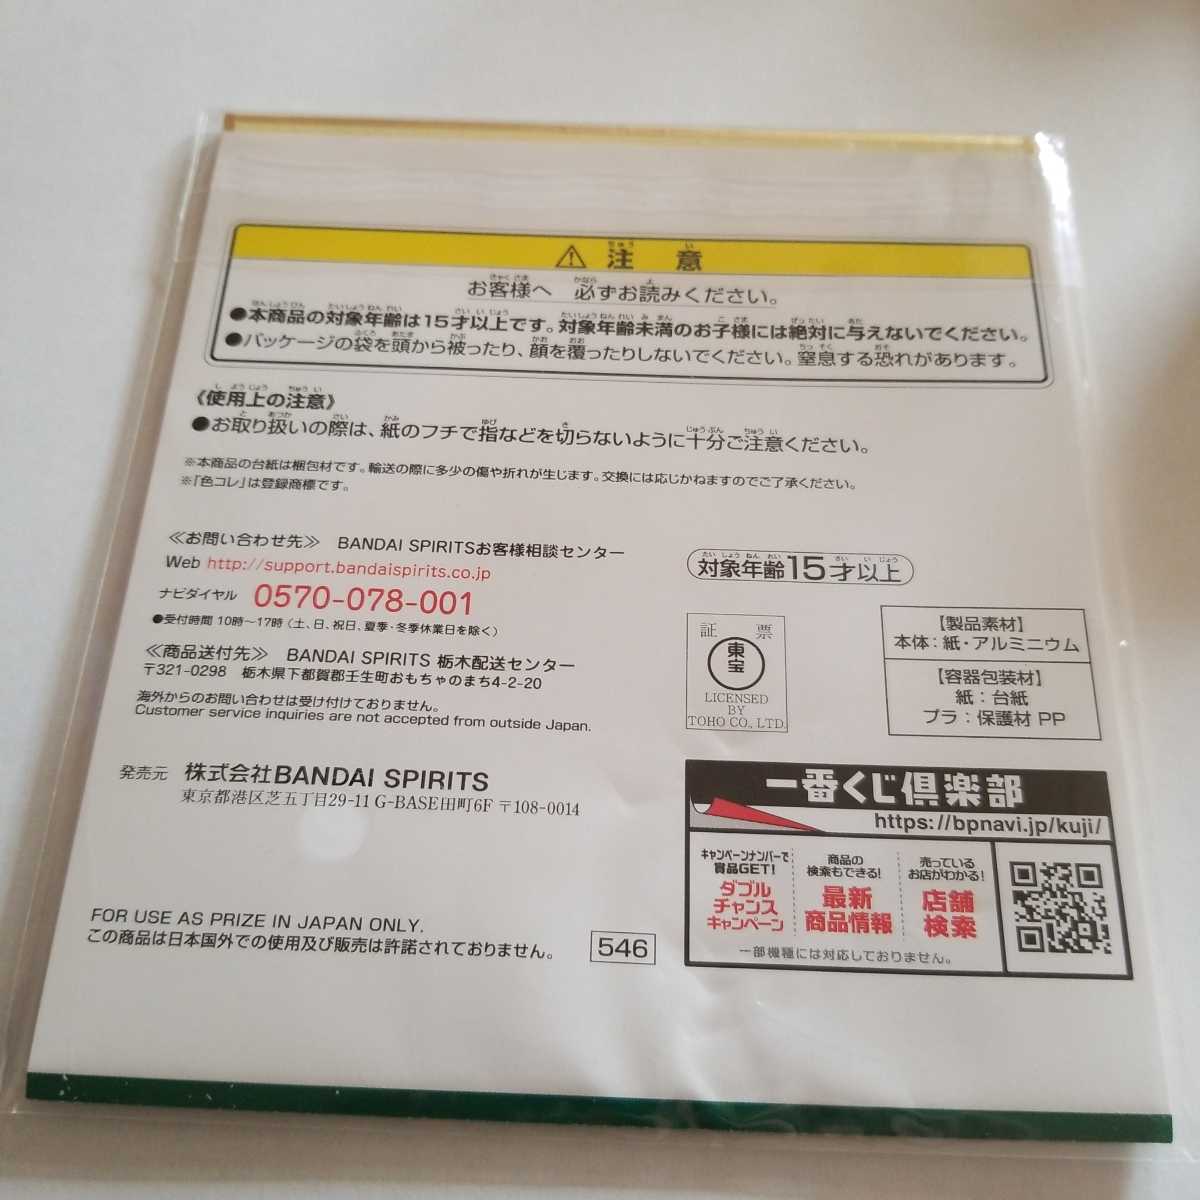 ⚠ 注意
お客様へ 必ずお読みください。
●本商品の対象年齢は15才以上です。対象年齢未満のお子様には絶対に与えないでください。
●パッケージの袋を頭から被ったり、顔を覆ったりしないでください。窒息する恐れがあります。
《使用上の注意》
●お取り扱いの際は、紙のフチで指などを切らないように十分ご注意ください。
※本商品の台紙は梱包材です。輸送の際に多少の傷や折れが生じます。交換には応じかねますのでご了承ください。
※「色コレ」は登録商標です。
≪お問い合わせ先≫ BANDAI SPIRITSお客様相談センター
Web http://support.bandaispirits.co.jp
ナビダイヤル 0570-078-001
●受付時間 10時〜17時（土、日、祝日、夏季・冬季休業日を除く）
≪商品送付先≫ BANDAI SPIRITS 栃木配送センター
〒321-0298 栃木県下都賀郡壬生町おもちゃのまち4-2-20
海外からのお問い合わせは受け付けておりません。
Customer service inquiries are not accepted from outside Japan.
対象年齢15才以上
証票
東宝
LICENSED
BY
TOHO CO., LTD.
【製品素材】
本体：紙・アルミニウム
【容器包装材】
紙：台紙
プラ：保護材 PP
発売元 株式会社BANDAI SPIRITS
東京都港区芝五丁目29-11 G-BASE田町6F 〒108-0014
一番くじ倶楽部
https://bpnavi.jp/kuji/
キャンペーンナンバーで
賞品GET!
ダブル
チャンス
キャンペーン
商品の
検索もできる!
最新
商品情報
売っている
お店がわかる!
店舗
検索
一部機種には対応しておりません。
FOR USE AS PRIZE IN JAPAN ONLY.
この商品は日本国外での使用及び販売は許諾されておりません。
546